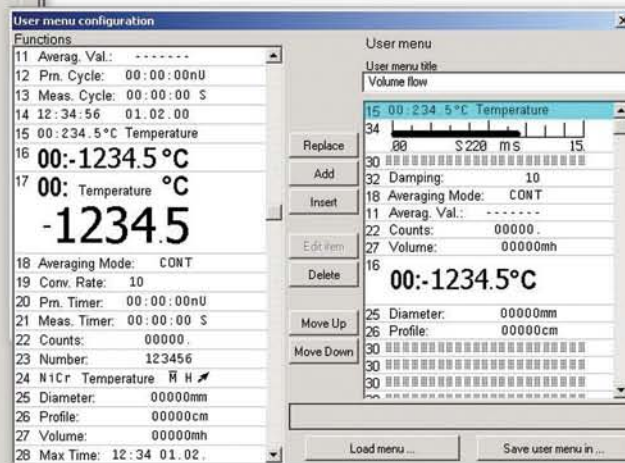 User menu configuration
Functions
11 Averag. Val.: -------
12 Prn. Cycle: 00:00:00nU
13 Meas. Cycle: 00:00:00 S
14 12:34:56 01.02.00
15 00:234.5°C Temperature
16 00:-1234.5 °C
17 00: Temperature °C
-1234.5
18 Averaging Mode: CONT
19 Conv. Rate: 10
20 Prn. Timer: 00:00:00nU
21 Meas. Timer: 00:00:00 S
22 Counts: 00000.
23 Number: 123456
24 NiCr Temperature M̅ H
25 Diameter: 00000mm
26 Profile: 00000cm
27 Volume: 00000mh
28 Max Time: 12:34 01.02.
Replace
Add
Insert
Edit item
Delete
Move Up
Move Down
User menu
User menu title
Volume flow
15 00:234.5°C Temperature
34
.00 S220 ms 15.
30
32 Damping: 10
18 Averaging Mode: CONT
11 Averag. Val.: -------
22 Counts: 00000.
27 Volume: 00000mh
16 00:-1234.5°C
25 Diameter: 00000mm
26 Profile: 00000cm
30
30
30
Load menu ...
Save user menu in ...